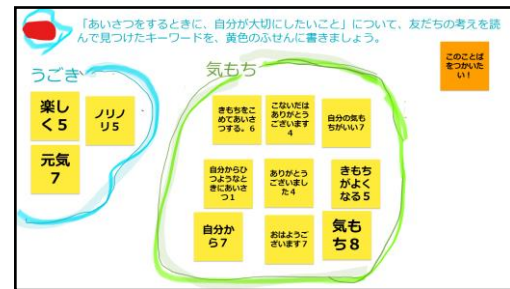 「あいさつをするときに、自分が大切にしたいこと」について、友だちの考えを読
んで見つけたキーワードを、黄色のふせんに書きましょう。
このことば
をつかいた
い！
うごき
気もち
楽し
く5
ノリノ
リ5
元気
7
きもちをこ
めてあいさ
つする。6
こないだは
ありがとう
ございます
4
自分の気も
ちがいい7
自分からひ
つようなと
きにあいさ
つ1
ありがとう
ございまし
た4
きもち
がよく
なる5
自分か
ら7
おはようご
ざいます7
気も
ち8